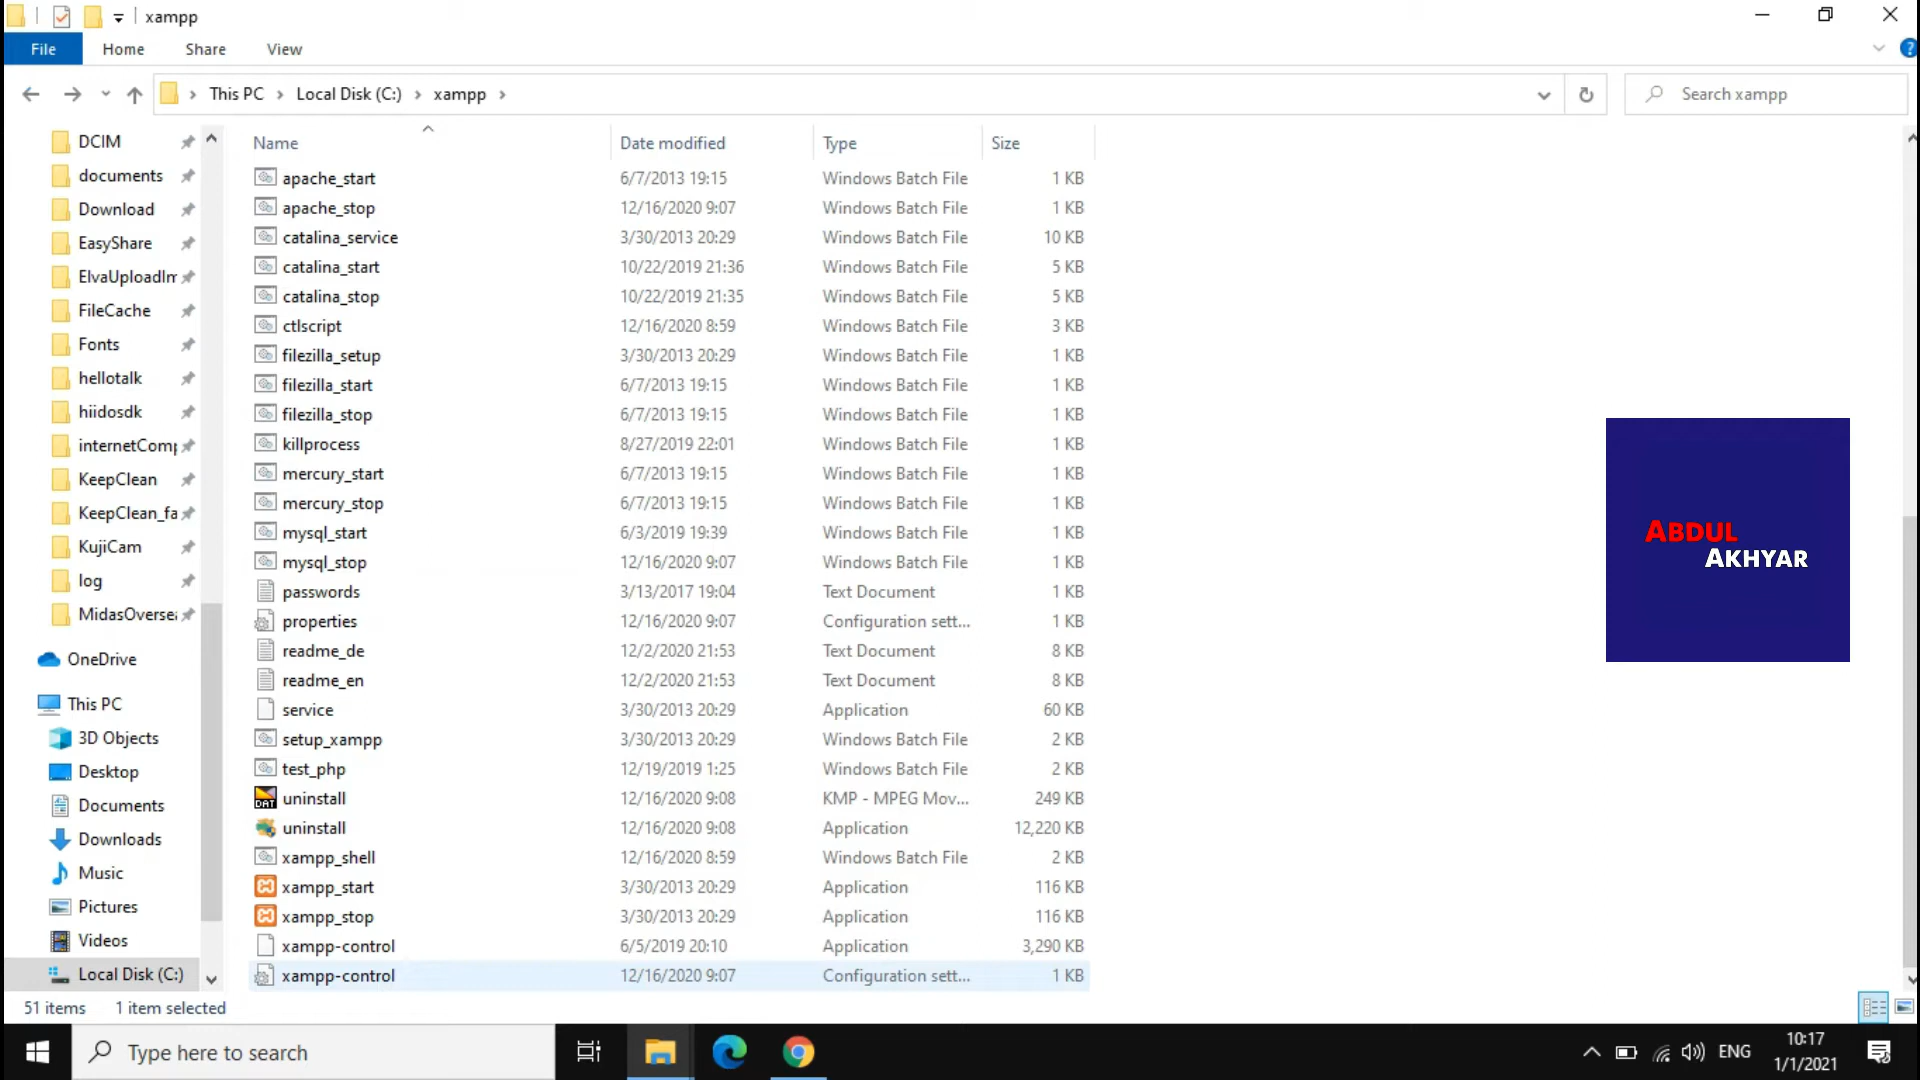 xampp
File Home Share View
This PC Local Disk (C:) xampp
Search xampp
DCIM
documents
Download
EasyShare
ElvaUploadIm
FileCache
Fonts
hellotalk
hiidosdk
internetComp
KeepClean
KeepClean_fa
KujiCam
log
MidasOversea
OneDrive
This PC
3D Objects
Desktop
Documents
Downloads
Music
Pictures
Videos
Local Disk (C:)
Name Date modified Type Size
apache_start 6/7/2013 19:15 Windows Batch File 1 KB
apache_stop 12/16/2020 9:07 Windows Batch File 1 KB
catalina_service 3/30/2013 20:29 Windows Batch File 10 KB
catalina_start 10/22/2019 21:36 Windows Batch File 5 KB
catalina_stop 10/22/2019 21:35 Windows Batch File 5 KB
ctlscript 12/16/2020 8:59 Windows Batch File 3 KB
filezilla_setup 3/30/2013 20:29 Windows Batch File 1 KB
filezilla_start 6/7/2013 19:15 Windows Batch File 1 KB
filezilla_stop 6/7/2013 19:15 Windows Batch File 1 KB
killprocess 8/27/2019 22:01 Windows Batch File 1 KB
mercury_start 6/7/2013 19:15 Windows Batch File 1 KB
mercury_stop 6/7/2013 19:15 Windows Batch File 1 KB
mysql_start 6/3/2019 19:39 Windows Batch File 1 KB
mysql_stop 12/16/2020 9:07 Windows Batch File 1 KB
passwords 3/13/2017 19:04 Text Document 1 KB
properties 12/16/2020 9:07 Configuration sett... 1 KB
readme_de 12/2/2020 21:53 Text Document 8 KB
readme_en 12/2/2020 21:53 Text Document 8 KB
service 3/30/2013 20:29 Application 60 KB
setup_xampp 3/30/2013 20:29 Windows Batch File 2 KB
test_php 12/19/2019 1:25 Windows Batch File 2 KB
DAT uninstall 12/16/2020 9:08 KMP - MPEG Mov... 249 KB
uninstall 12/16/2020 9:08 Application 12,220 KB
xampp_shell 12/16/2020 8:59 Windows Batch File 2 KB
xampp_start 3/30/2013 20:29 Application 116 KB
xampp_stop 3/30/2013 20:29 Application 116 KB
xampp-control 6/5/2019 20:10 Application 3,290 KB
xampp-control 12/16/2020 9:07 Configuration sett... 1 KB
ABDUL
AKHYAR
51 items 1 item selected
Type here to search
ENG
10:17
1/1/2021